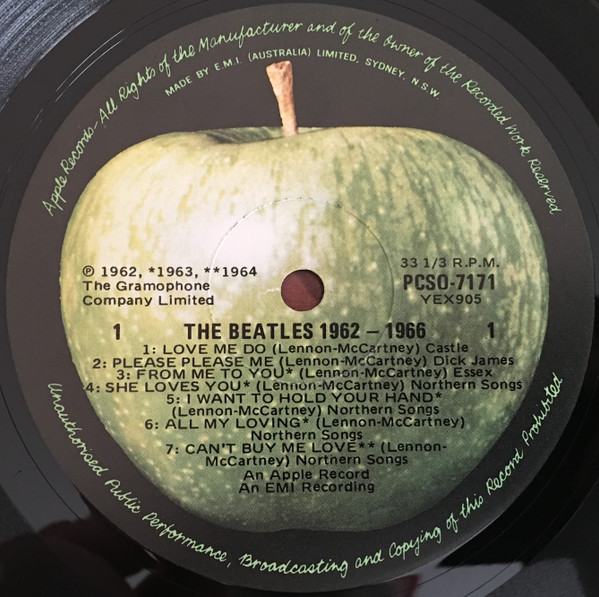 Apple Records-All Rights of the Manufacturer and of the Owner of the Recorded Work Reserved
MADE BY E.M.I. (AUSTRALIA) LIMITED. SYDNEY. N.S.W.
℗ 1962, *1963, **1964
The Gramophone
Company Limited
33 1/3 R.P.M.
PCSO-7171
YEX905
1 THE BEATLES 1962 – 1966 1
1: LOVE ME DO (Lennon-McCartney) Castle
2: PLEASE PLEASE ME (Lennon-McCartney) Dick James
3: FROM ME TO YOU* (Lennon-McCartney) Essex
4: SHE LOVES YOU* (Lennon-McCartney) Northern Songs
5: I WANT TO HOLD YOUR HAND*
(Lennon-McCartney) Northern Songs
6: ALL MY LOVING* (Lennon-McCartney)
Northern Songs
7: CAN'T BUY ME LOVE** (Lennon-
McCartney) Northern Songs
An Apple Record
An EMI Recording
Unauthorised Public Performance, Broadcasting and Copying of this Record Prohibited